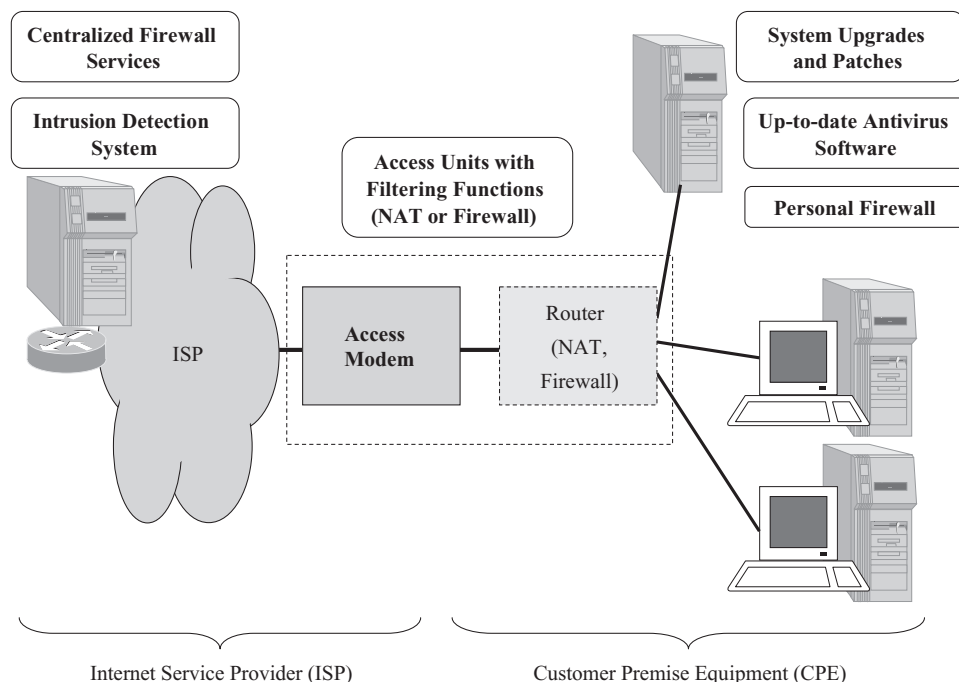 Centralized Firewall
Services
Intrusion Detection
System
Access Units with
Filtering Functions
(NAT or Firewall)
System Upgrades
and Patches
Up-to-date Antivirus
Software
Personal Firewall
ISP
Access
Modem
Router
(NAT,
Firewall)
Internet Service Provider (ISP)
Customer Premise Equipment (CPE)